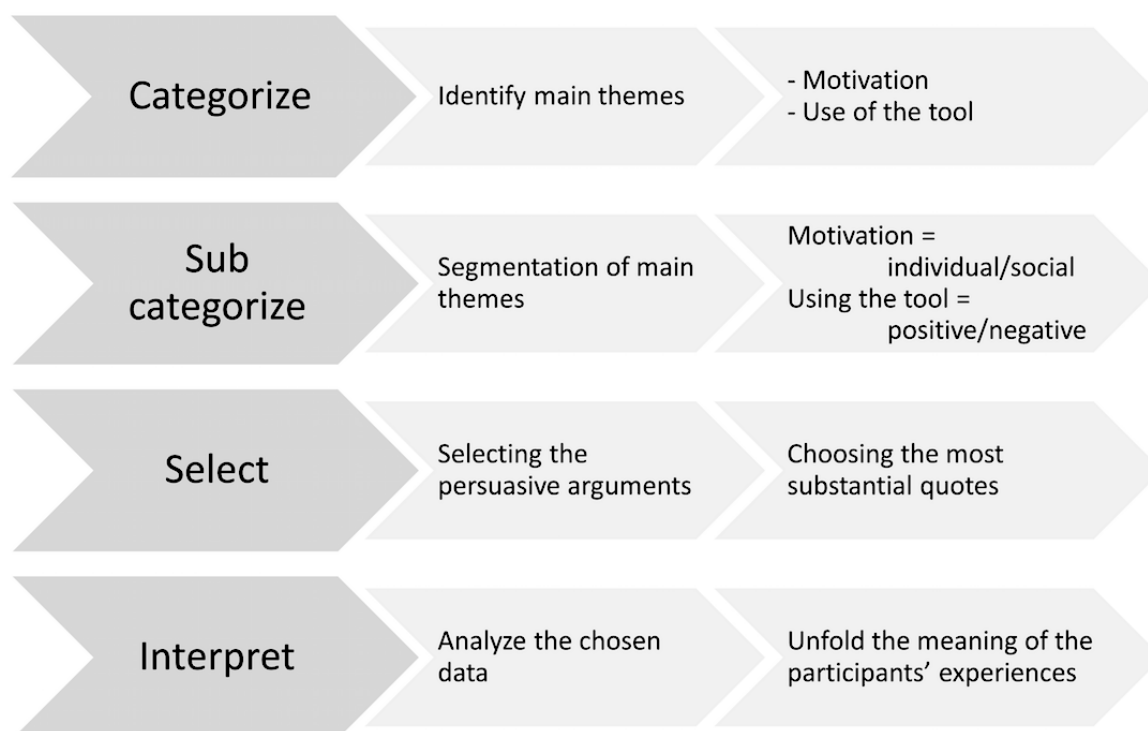 Categorize
Identify main themes
- Motivation
- Use of the tool
Sub
categorize
Segmentation of main
themes
Motivation =
individual/social
Using the tool =
positive/negative
Select
Selecting the
persuasive arguments
Choosing the most
substantial quotes
Interpret
Analyze the chosen
data
Unfold the meaning of the
participants’ experiences